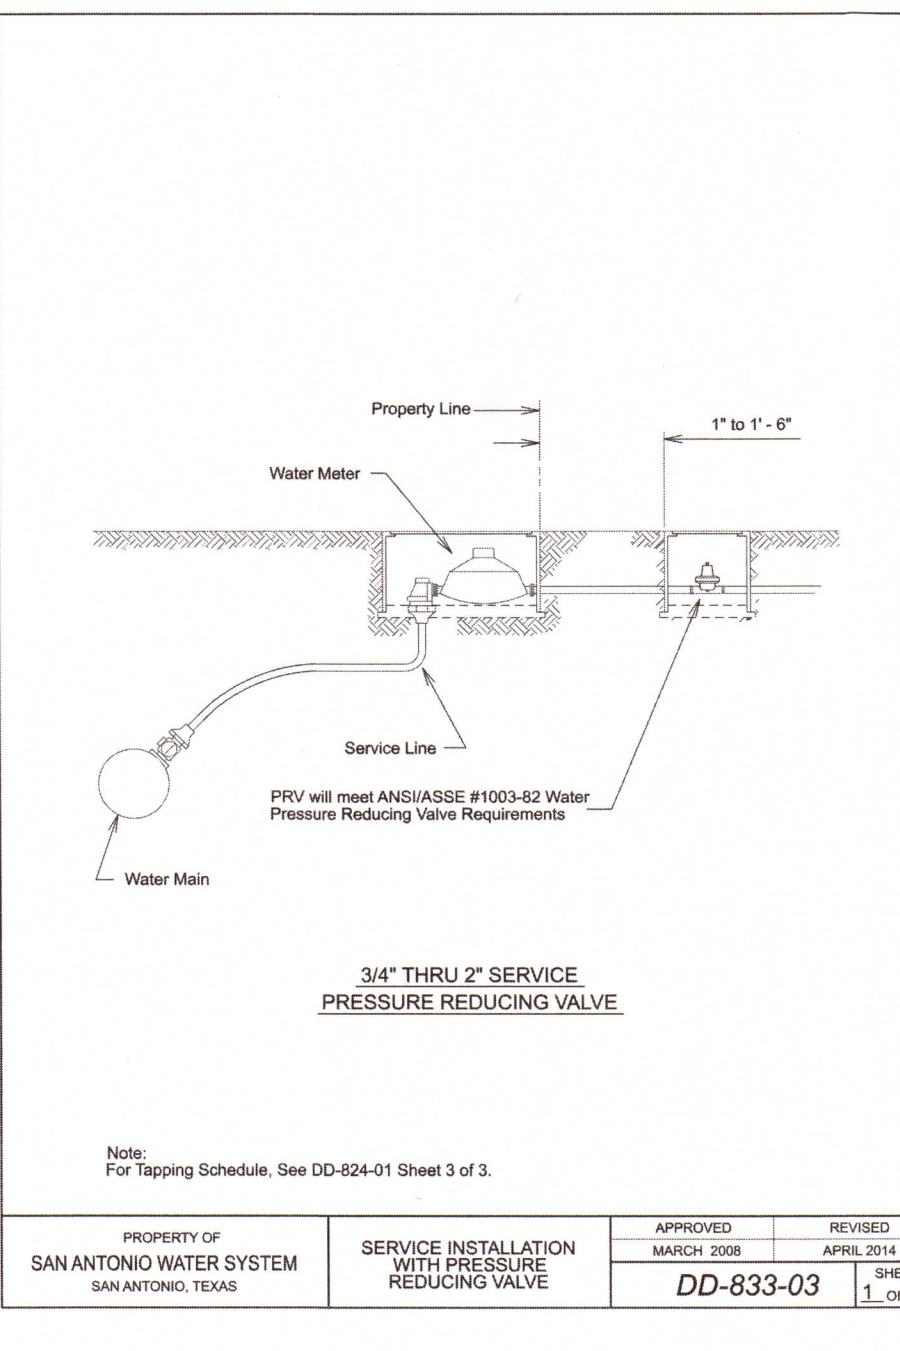 Property Line
1" to 1' - 6"
Water Meter
Service Line
PRV will meet ANSI/ASSE #1003-82 Water
Pressure Reducing Valve Requirements
Water Main
3/4" THRU 2" SERVICE
PRESSURE REDUCING VALVE
Note:
For Tapping Schedule, See DD-824-01 Sheet 3 of 3.
PROPERTY OF
SAN ANTONIO WATER SYSTEM
SAN ANTONIO, TEXAS
SERVICE INSTALLATION
WITH PRESSURE
REDUCING VALVE
APPROVED
MARCH 2008
REVISED
APRIL 2014
DD-833-03
1